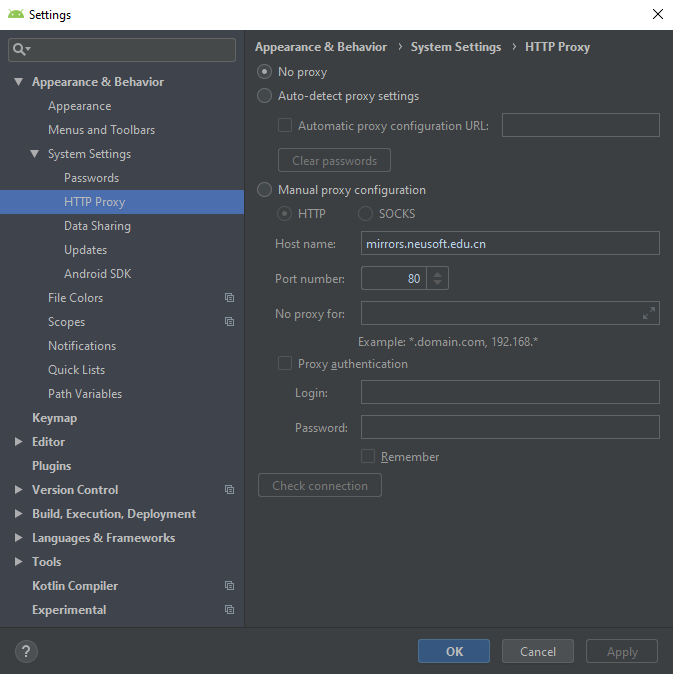 Settings
Appearance & Behavior
Appearance
Menus and Toolbars
System Settings
Passwords
HTTP Proxy
Data Sharing
Updates
Android SDK
File Colors
Scopes
Notifications
Quick Lists
Path Variables
Keymap
Editor
Plugins
Version Control
Build, Execution, Deployment
Languages & Frameworks
Tools
Kotlin Compiler
Experimental
Appearance & Behavior › System Settings › HTTP Proxy
No proxy
Auto-detect proxy settings
Automatic proxy configuration URL:
Clear passwords
Manual proxy configuration
HTTP SOCKS
Host name: mirrors.neusoft.edu.cn
Port number: 80
No proxy for:
Example: *.domain.com, 192.168.*
Proxy authentication
Login:
Password:
Remember
Check connection
? OK Cancel Apply